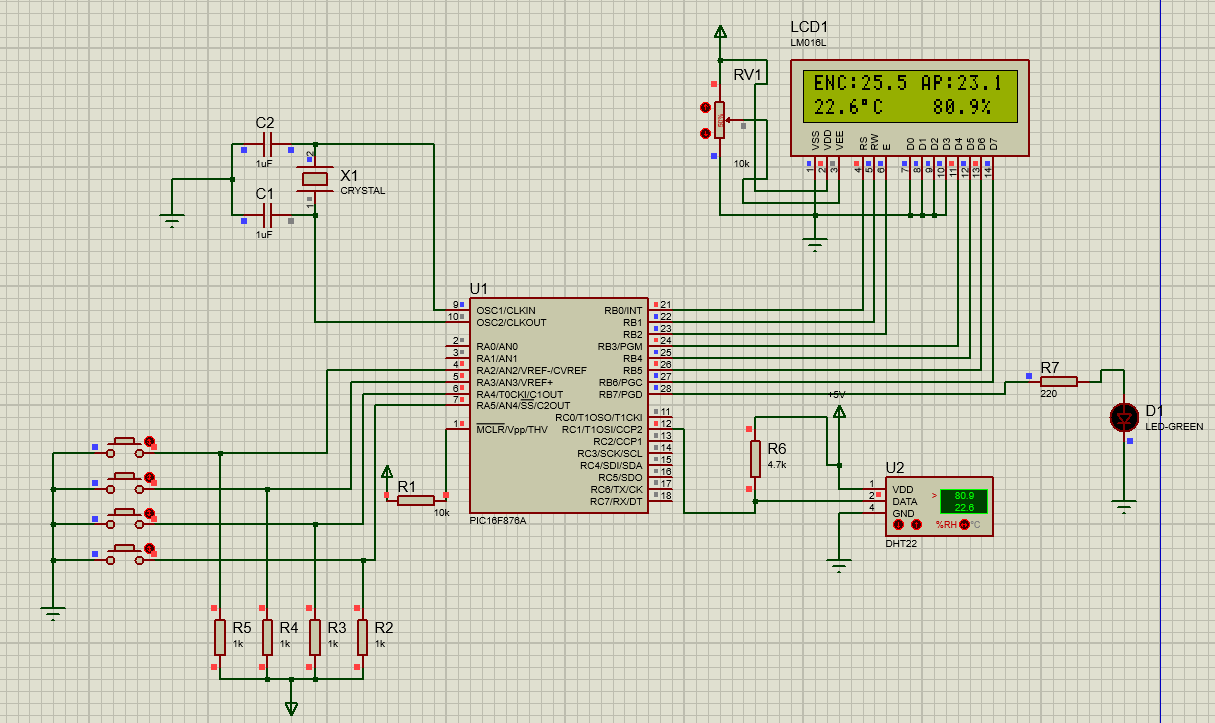 LCD1
LM016L
ENC:25.5 AP:23.1
22.6°C 80.9%
VSS
VDD
VEE
RS
RW
E
D0
D1
D2
D3
D4
D5
D6
D7
1
2
3
4
5
6
7
8
9
10
11
12
13
14
RV1
10k
C2
1uF
C1
1uF
2
1
X1
CRYSTAL
U1
9 OSC1/CLKIN
10 OSC2/CLKOUT
2 RA0/AN0
3 RA1/AN1
4 RA2/AN2/VREF-/CVREF
5 RA3/AN3/VREF+
6 RA4/T0CKI/C1OUT
7 RA5/AN4/SS/C2OUT
1 MCLR/Vpp/THV
RB0/INT 21
RB1 22
RB2 23
RB3/PGM 24
RB4 25
RB5 26
RB6/PGC 27
RB7/PGD 28
RC0/T1OSO/T1CKI 11
RC1/T1OSI/CCP2 12
RC2/CCP1 13
RC3/SCK/SCL 14
RC4/SDI/SDA 15
RC5/SDO 16
RC6/TX/CK 17
RC7/RX/DT 18
PIC16F876A
R1
10k
R7
220
D1
LED-GREEN
+5V
R6
4.7k
U2
1 VDD
2 DATA
4 GND
>
80.9
22.6
%RH °C
DHT22
R5
1k
R4
1k
R3
1k
R2
1k